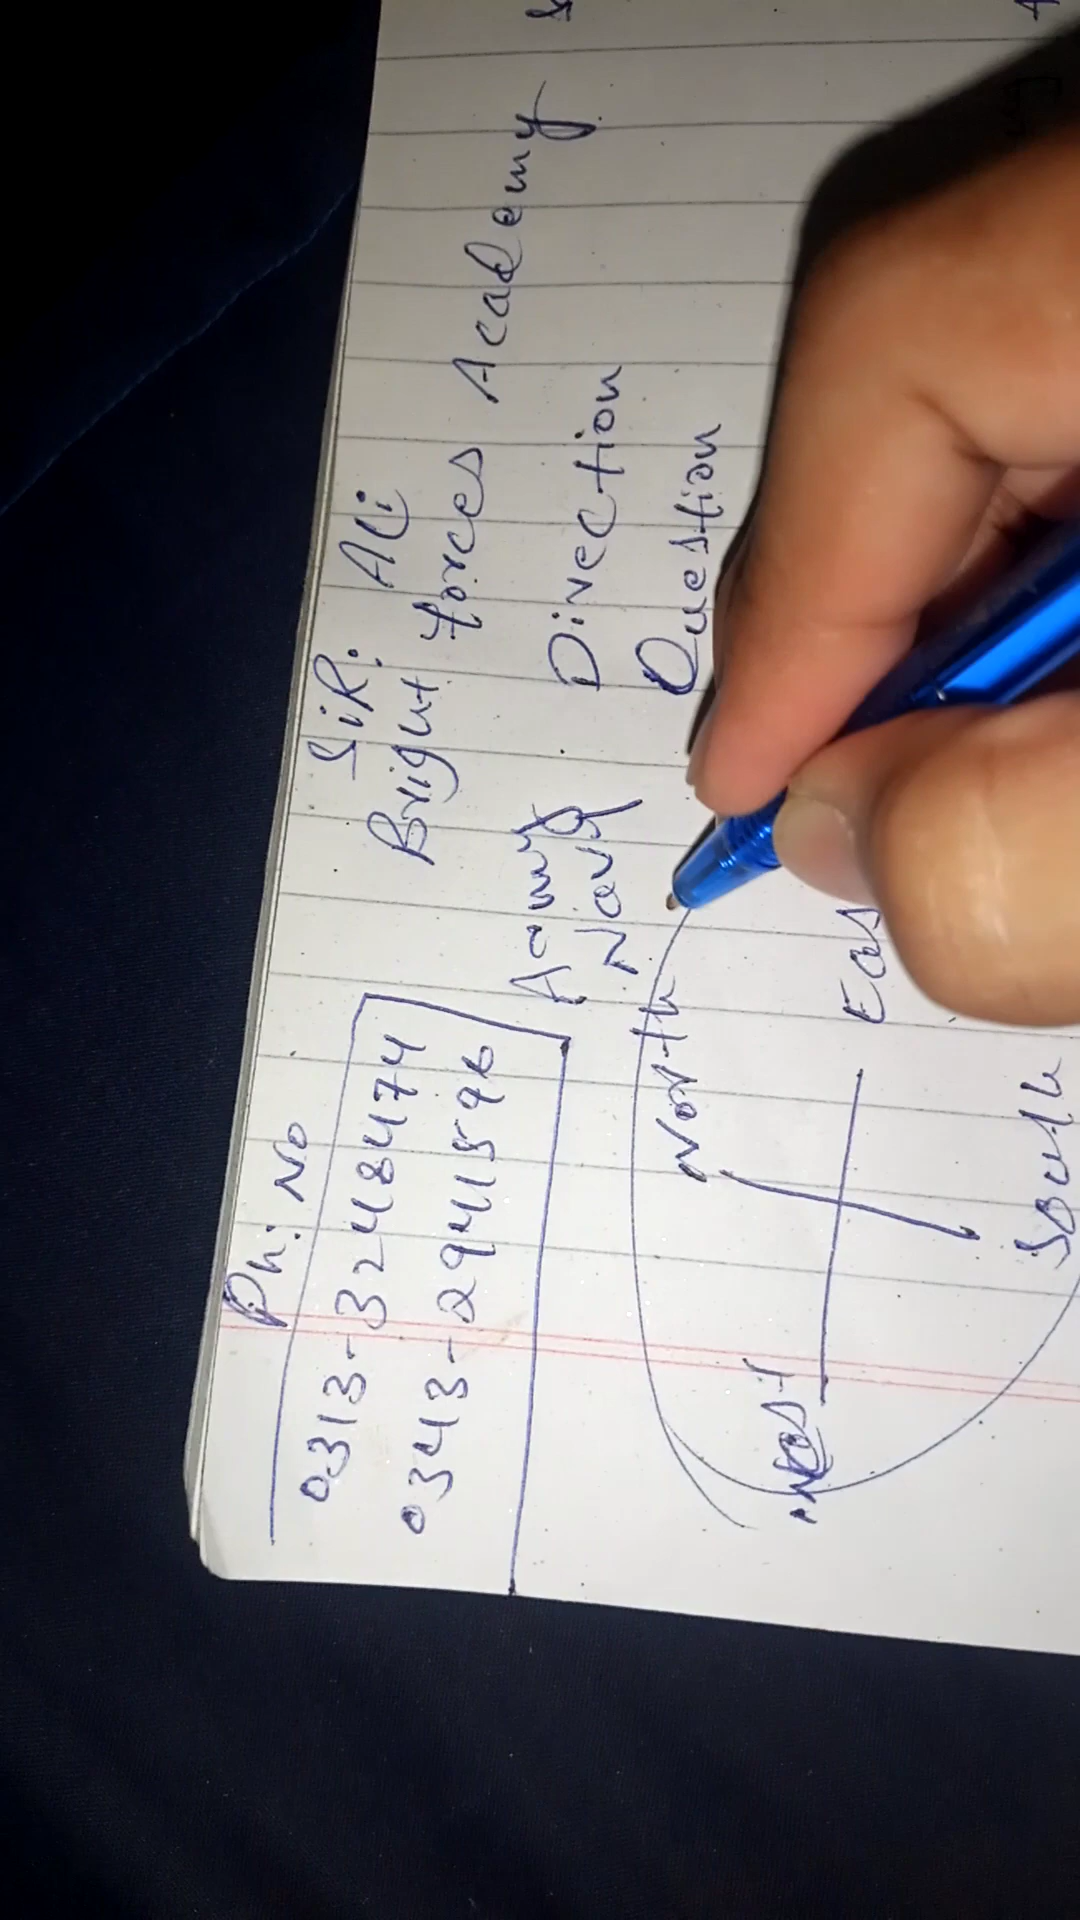 Ph: No
0313-3248474
0343-2941596
SiR: Ali
Bright forces Academy
Army
Navy
Direction
Question
North
East
West
South